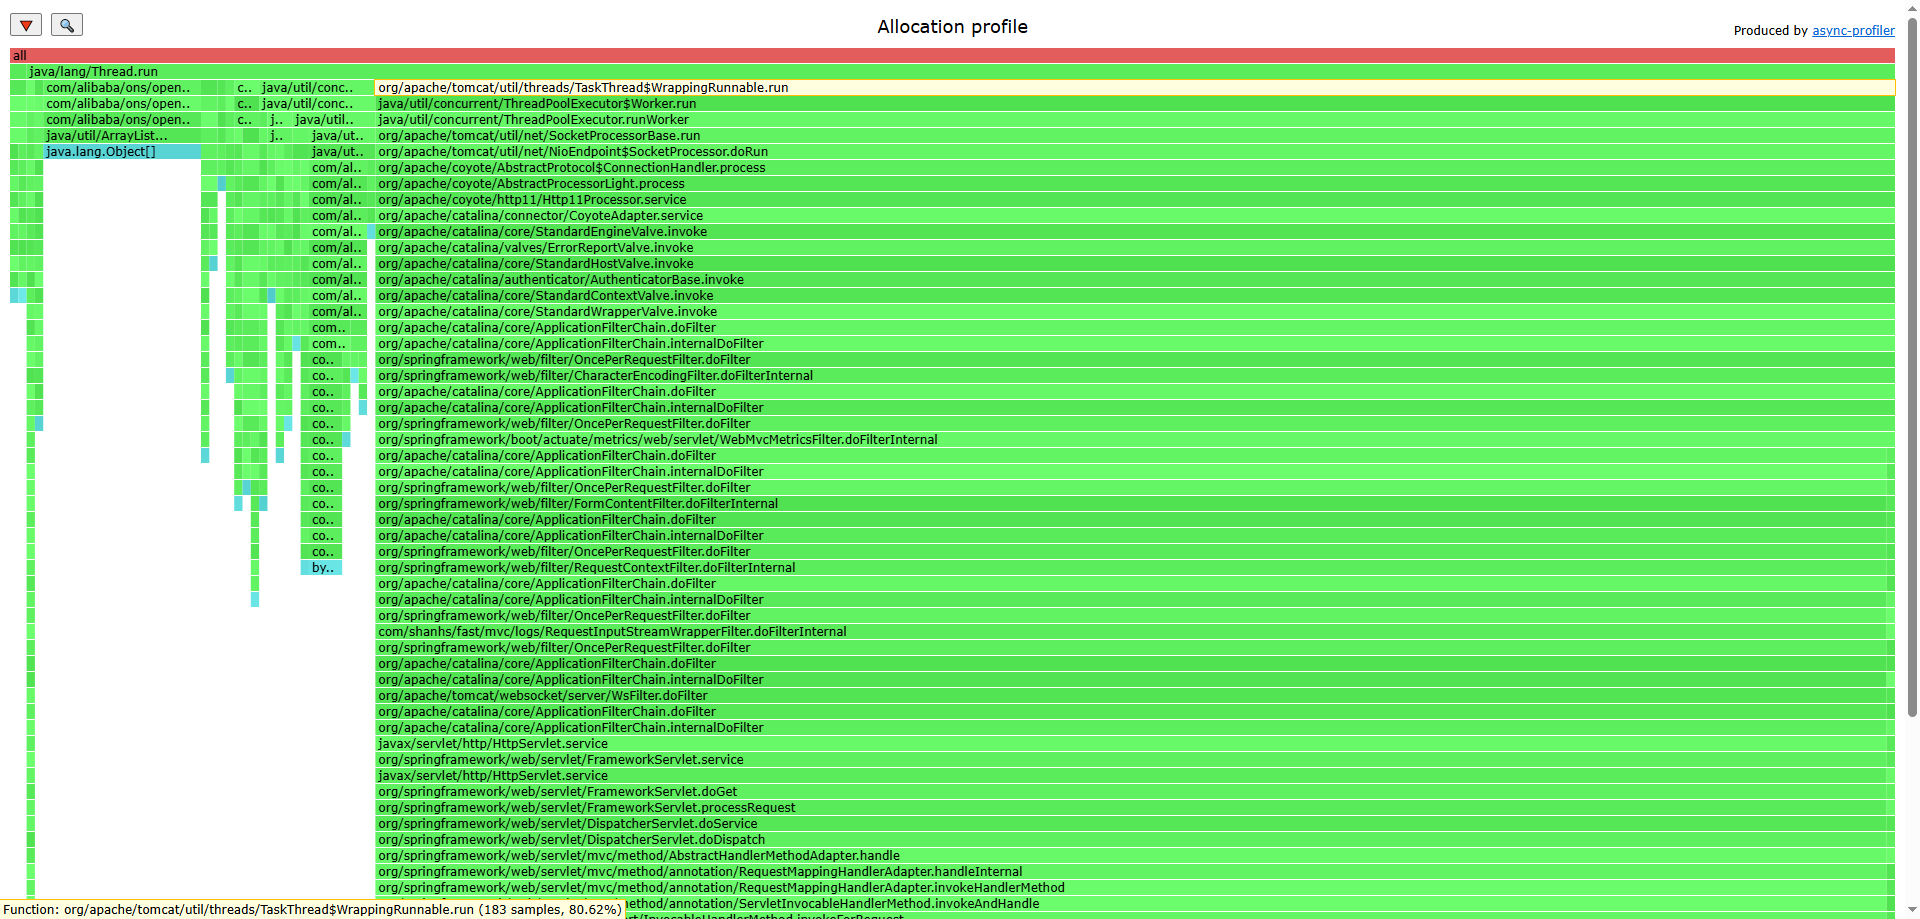 Allocation profile
Produced by async-profiler
all
java/lang/Thread.run
com/alibaba/ons/open.. c.. java/util/conc.. org/apache/tomcat/util/threads/TaskThread$WrappingRunnable.run
com/alibaba/ons/open.. c.. java/util/conc.. java/util/concurrent/ThreadPoolExecutor$Worker.run
com/alibaba/ons/open.. c.. j.. java/util.. java/util/concurrent/ThreadPoolExecutor.runWorker
java/util/ArrayList... j.. java/ut.. org/apache/tomcat/util/net/SocketProcessorBase.run
java.lang.Object[] java/ut.. org/apache/tomcat/util/net/NioEndpoint$SocketProcessor.doRun
com/al.. org/apache/coyote/AbstractProtocol$ConnectionHandler.process
com/al.. org/apache/coyote/AbstractProcessorLight.process
com/al.. org/apache/coyote/http11/Http11Processor.service
com/al.. org/apache/catalina/connector/CoyoteAdapter.service
com/al.. org/apache/catalina/core/StandardEngineValve.invoke
com/al.. org/apache/catalina/valves/ErrorReportValve.invoke
com/al.. org/apache/catalina/core/StandardHostValve.invoke
com/al.. org/apache/catalina/authenticator/AuthenticatorBase.invoke
com/al.. org/apache/catalina/core/StandardContextValve.invoke
com/al.. org/apache/catalina/core/StandardWrapperValve.invoke
com.. org/apache/catalina/core/ApplicationFilterChain.doFilter
com.. org/apache/catalina/core/ApplicationFilterChain.internalDoFilter
co.. org/springframework/web/filter/OncePerRequestFilter.doFilter
co.. org/springframework/web/filter/CharacterEncodingFilter.doFilterInternal
co.. org/apache/catalina/core/ApplicationFilterChain.doFilter
co.. org/apache/catalina/core/ApplicationFilterChain.internalDoFilter
co.. org/springframework/web/filter/OncePerRequestFilter.doFilter
co.. org/springframework/boot/actuate/metrics/web/servlet/WebMvcMetricsFilter.doFilterInternal
co.. org/apache/catalina/core/ApplicationFilterChain.doFilter
co.. org/apache/catalina/core/ApplicationFilterChain.internalDoFilter
co.. org/springframework/web/filter/OncePerRequestFilter.doFilter
co.. org/springframework/web/filter/FormContentFilter.doFilterInternal
co.. org/apache/catalina/core/ApplicationFilterChain.doFilter
co.. org/apache/catalina/core/ApplicationFilterChain.internalDoFilter
co.. org/springframework/web/filter/OncePerRequestFilter.doFilter
by.. org/springframework/web/filter/RequestContextFilter.doFilterInternal
org/apache/catalina/core/ApplicationFilterChain.doFilter
org/apache/catalina/core/ApplicationFilterChain.internalDoFilter
org/springframework/web/filter/OncePerRequestFilter.doFilter
com/shanhs/fast/mvc/logs/RequestInputStreamWrapperFilter.doFilterInternal
org/springframework/web/filter/OncePerRequestFilter.doFilter
org/apache/catalina/core/ApplicationFilterChain.doFilter
org/apache/catalina/core/ApplicationFilterChain.internalDoFilter
org/apache/tomcat/websocket/server/WsFilter.doFilter
org/apache/catalina/core/ApplicationFilterChain.doFilter
org/apache/catalina/core/ApplicationFilterChain.internalDoFilter
javax/servlet/http/HttpServlet.service
org/springframework/web/servlet/FrameworkServlet.service
javax/servlet/http/HttpServlet.service
org/springframework/web/servlet/FrameworkServlet.doGet
org/springframework/web/servlet/FrameworkServlet.processRequest
org/springframework/web/servlet/DispatcherServlet.doService
org/springframework/web/servlet/DispatcherServlet.doDispatch
org/springframework/web/servlet/mvc/method/AbstractHandlerMethodAdapter.handle
org/springframework/web/servlet/mvc/method/annotation/RequestMappingHandlerAdapter.handleInternal
org/springframework/web/servlet/mvc/method/annotation/RequestMappingHandlerAdapter.invokeHandlerMethod
ethod/annotation/ServletInvocableHandlerMethod.invokeAndHandle
Function: org/apache/tomcat/util/threads/TaskThread$WrappingRunnable.run (183 samples, 80.62%)